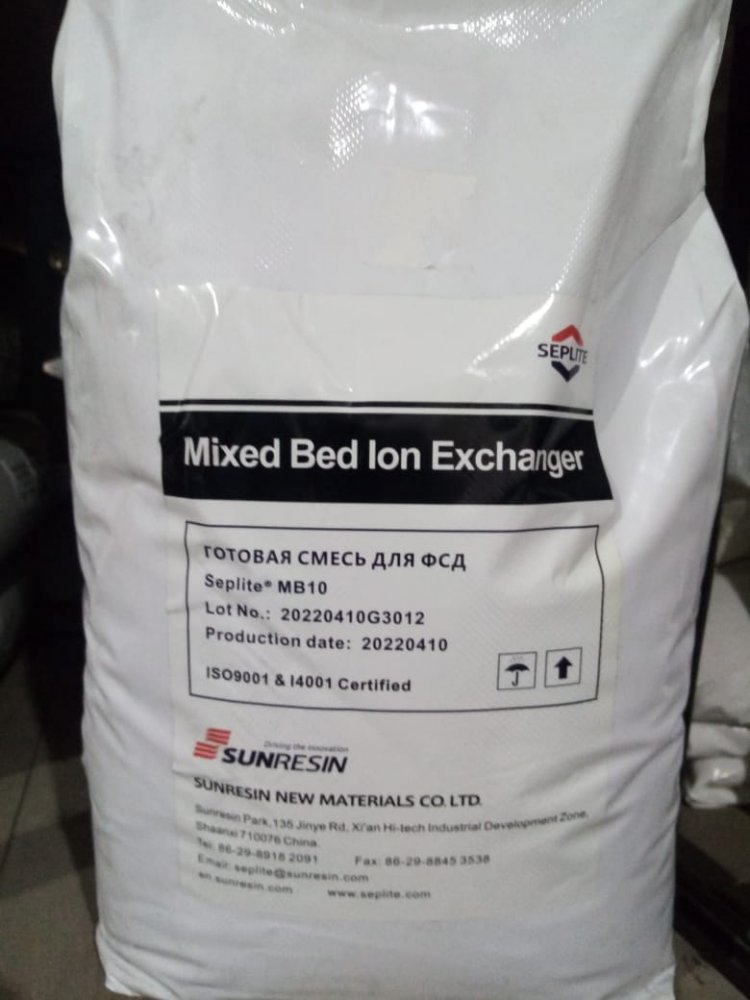 SEPLITE
Mixed Bed Ion Exchanger
ГОТОВАЯ СМЕСЬ ДЛЯ ФСД
Seplite® MB10
Lot No.: 20220410G3012
Production date: 20220410
ISO9001 & I4001 Certified
Driving the innovation
SUNRESIN
SUNRESIN NEW MATERIALS CO. LTD.
Sunresin Park, 135 Jinye Rd, Xi'an Hi-tech Industrial Development Zone,
Shaanxi 710076 China.
Tel: 86-29-8918 2091 Fax: 86-29-8845 3538
Email: seplite@sunresin.com
en.sunresin.com www.seplite.com